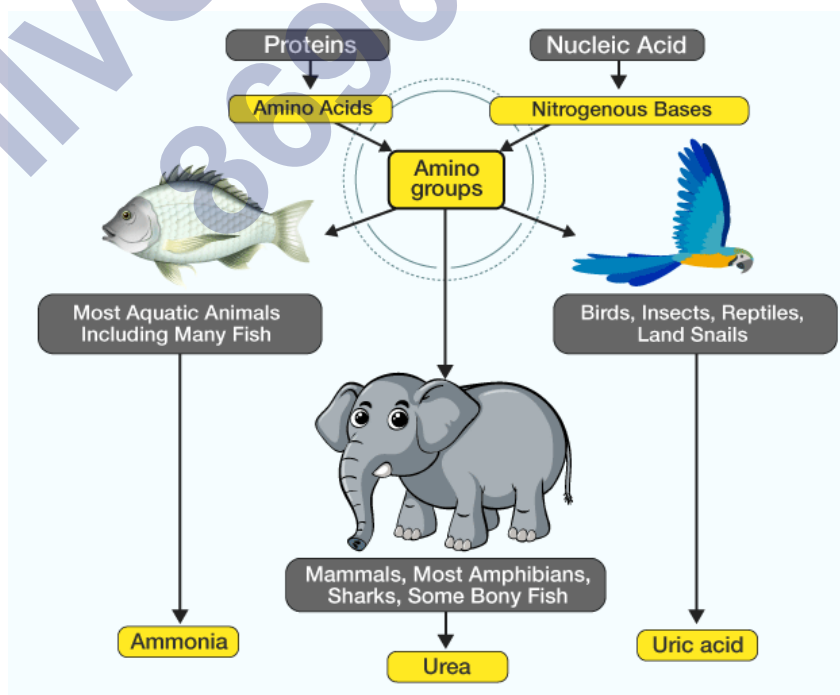 Proteins
Nucleic Acid
Amino Acids
Nitrogenous Bases
Amino
groups
Most Aquatic Animals
Including Many Fish
Birds, Insects, Reptiles,
Land Snails
Mammals, Most Amphibians,
Sharks, Some Bony Fish
Ammonia
Urea
Uric acid